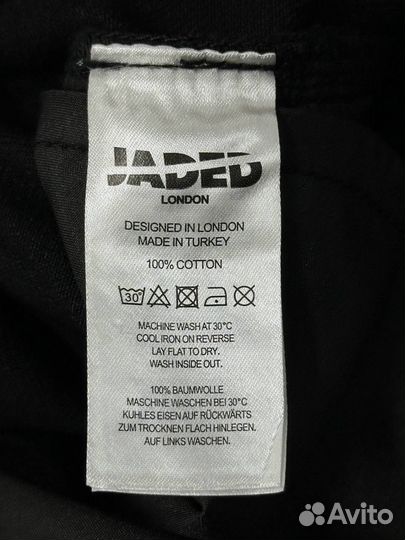 JADED
LONDON
DESIGNED IN LONDON
MADE IN TURKEY
100% COTTON
30°
MACHINE WASH AT 30°C
COOL IRON ON REVERSE
LAY FLAT TO DRY.
WASH INSIDE OUT.
100% BAUMWOLLE
MASCHINE WASCHEN BEI 30°C
KUHLES EISEN AUF RÜCKWÄRTS
ZUM TROCKNEN FLACH HINLEGEN.
AUF LINKS WASCHEN.
Avito